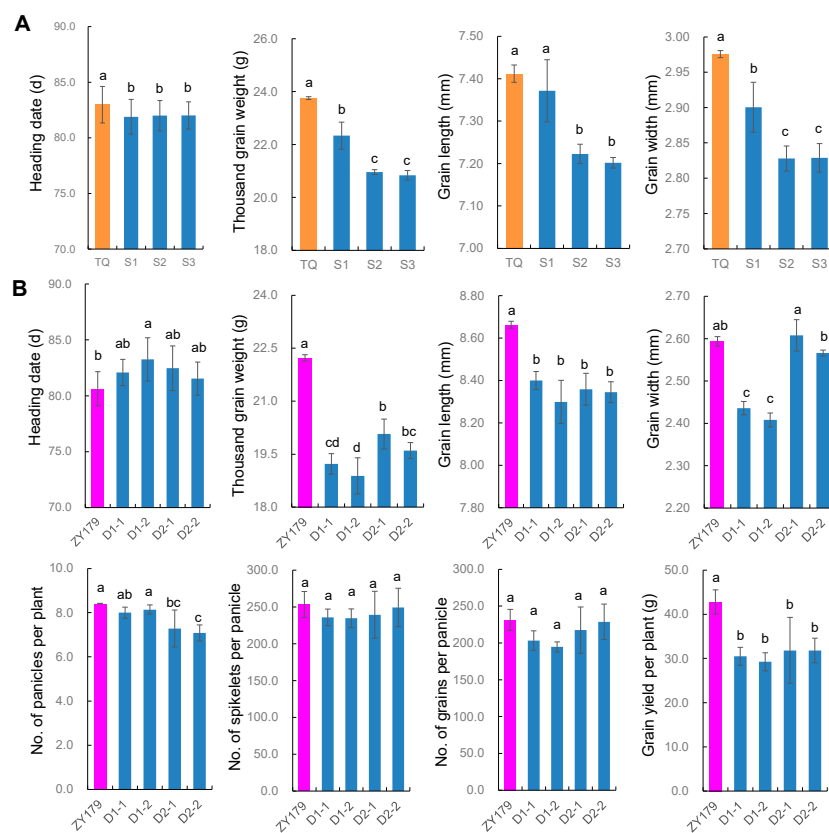 A
Heading date (d)
90.0
85.0
80.0
75.0
70.0
a
b
b
b
TQ S1 S2 S3
Thousand grain weight (g)
26.0
24.0
22.0
20.0
18.0
a
b
c
c
TQ S1 S2 S3
Grain length (mm)
7.50
7.40
7.30
7.20
7.10
7.00
a
a
b
b
TQ S1 S2 S3
Grain width (mm)
3.00
2.95
2.90
2.85
2.80
2.75
2.70
a
b
c
c
TQ S1 S2 S3
B
Heading date (d)
90.0
85.0
80.0
75.0
70.0
b
ab
a
ab
ab
ZY179 D1-1 D1-2 D2-1 D2-2
Thousand grain weight (g)
24.0
22.5
21.0
19.5
18.0
a
cd
d
b
bc
ZY179 D1-1 D1-2 D2-1 D2-2
Grain length (mm)
8.80
8.60
8.40
8.20
8.00
7.80
a
b
b
b
b
ZY179 D1-1 D1-2 D2-1 D2-2
Grain width (mm)
2.70
2.60
2.50
2.40
2.30
2.20
ab
c
c
a
b
ZY179 D1-1 D1-2 D2-1 D2-2
No. of panicles per plant
10.0
8.0
6.0
4.0
2.0
0.0
a
ab
a
bc
c
ZY179 D1-1 D1-2 D2-1 D2-2
No. of spikelets per panicle
300.0
250.0
200.0
150.0
100.0
50.0
0.0
a
a
a
a
a
ZY179 D1-1 D1-2 D2-1 D2-2
No. of grains per panicle
300.0
250.0
200.0
150.0
100.0
50.0
0.0
a
a
a
a
a
ZY179 D1-1 D1-2 D2-1 D2-2
Grain yield per plant (g)
50.0
40.0
30.0
20.0
10.0
0.0
a
b
b
b
b
ZY179 D1-1 D1-2 D2-1 D2-2